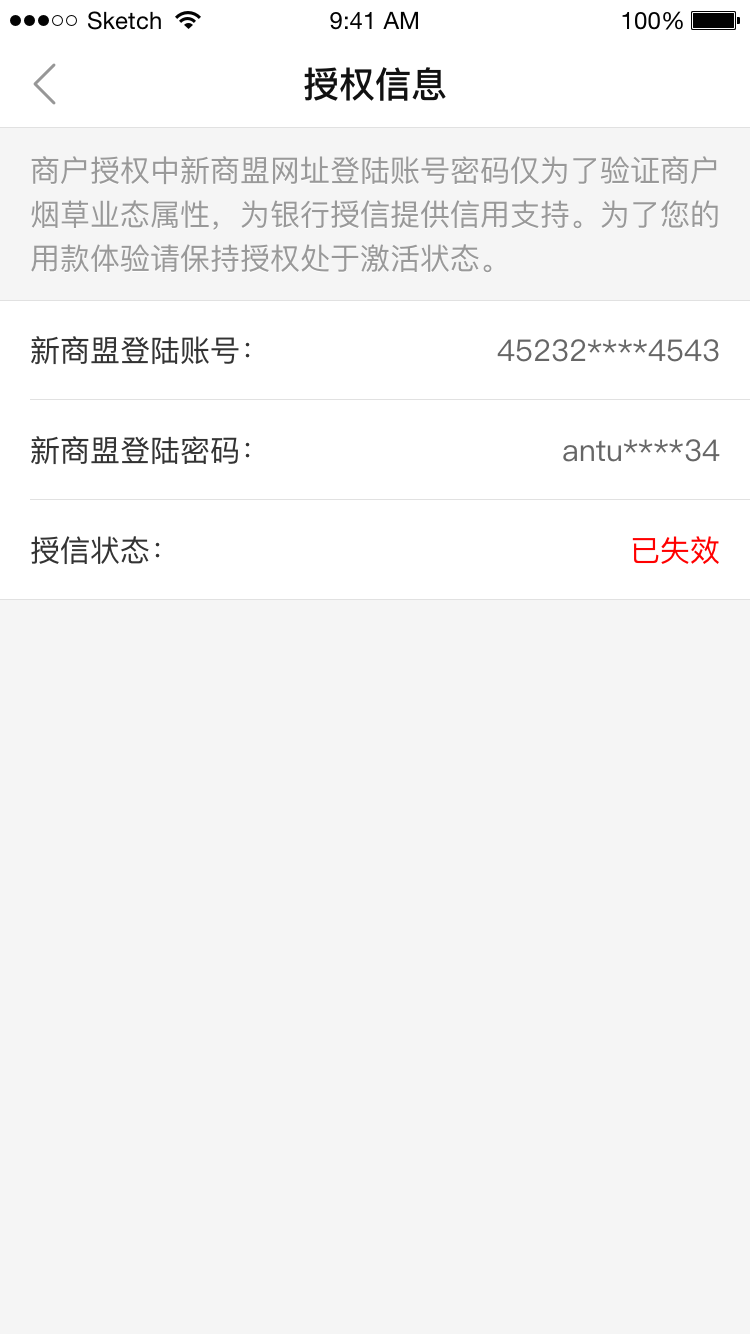 Sketch 9:41 AM 100%
授权信息
商户授权中新商盟网址登陆账号密码仅为了验证商户
烟草业态属性，为银行授信提供信用支持。为了您的
用款体验请保持授权处于激活状态。
新商盟登陆账号： 45232****4543
新商盟登陆密码： antu****34
授信状态： 已失效